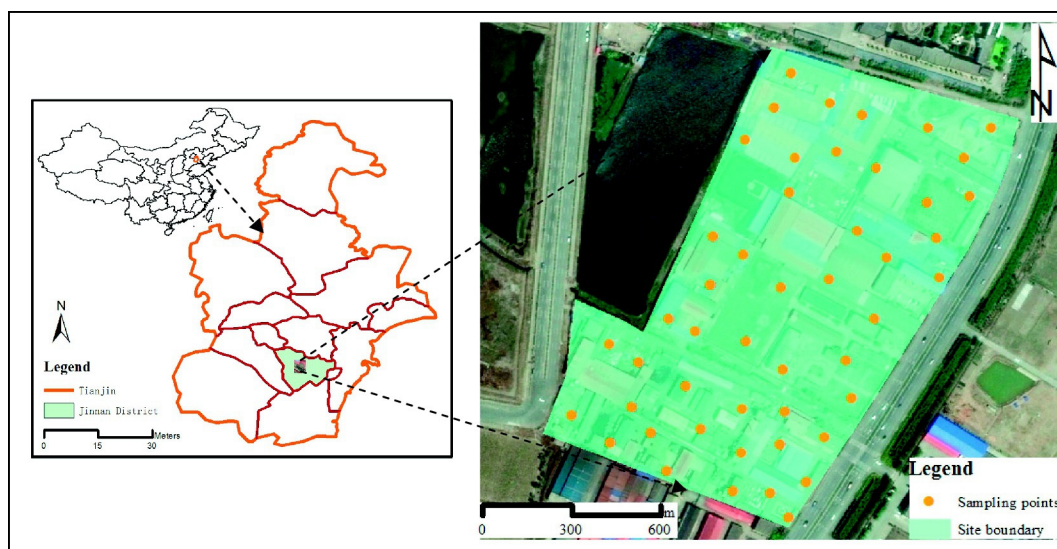 N
Legend
Tianjin
Jinnan District
Meters
0 15 30
N
Legend
Sampling points
Site boundary
m
0 300 600